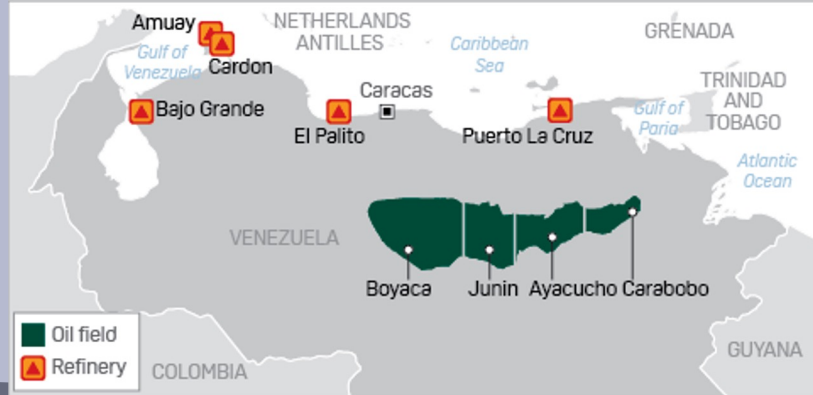 Amuay
NETHERLANDS
ANTILLES
GRENADA
Gulf of
Venezuela
Caribbean
Sea
Cardon
TRINIDAD
AND
TOBAGO
Caracas
Bajo Grande
El Palito
Puerto La Cruz
Gulf of
Paria
Atlantic
Ocean
VENEZUELA
Boyaca
Junin
Ayacucho
Carabobo
Oil field
Refinery
COLOMBIA
GUYANA